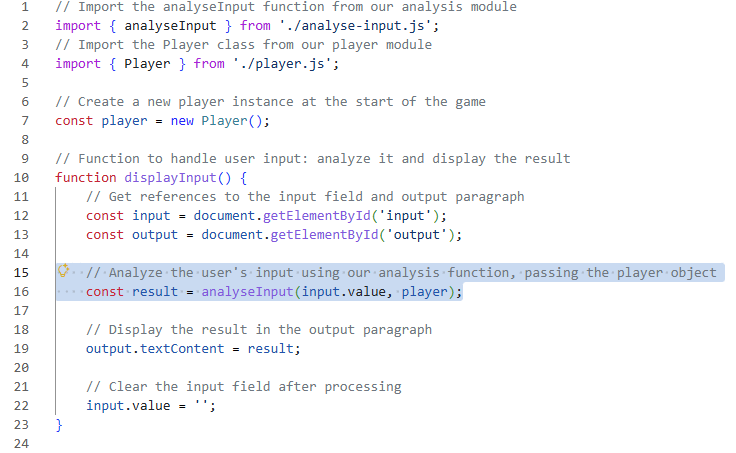 1 // Import the analyseInput function from our analysis module
2 import { analyseInput } from './analyse-input.js';
3 // Import the Player class from our player module
4 import { Player } from './player.js';
5
6 // Create a new player instance at the start of the game
7 const player = new Player();
8
9 // Function to handle user input: analyze it and display the result
10 function displayInput() {
11 // Get references to the input field and output paragraph
12 const input = document.getElementById('input');
13 const output = document.getElementById('output');
14
15 // Analyze the user's input using our analysis function, passing the player object
16 const result = analyseInput(input.value, player);
17
18 // Display the result in the output paragraph
19 output.textContent = result;
20
21 // Clear the input field after processing
22 input.value = '';
23 }
24